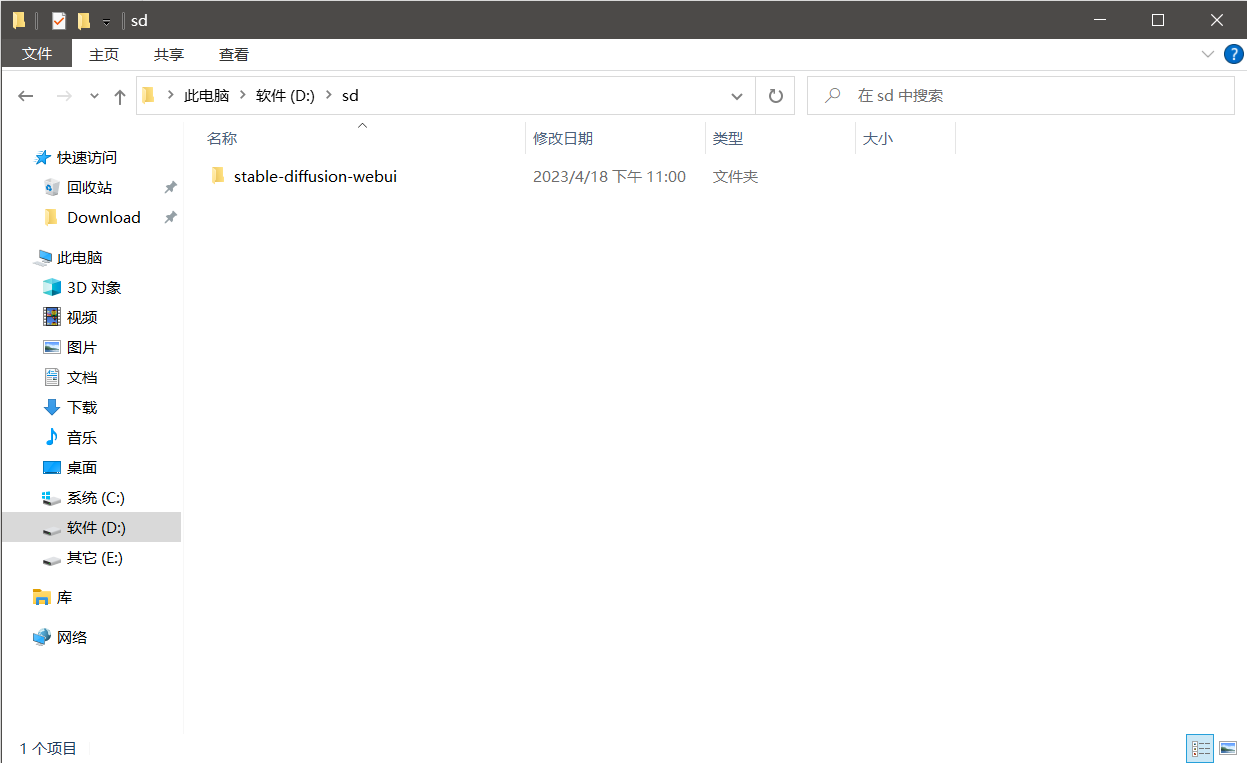 sd
文件 主页 共享 查看
此电脑 软件 (D:) sd 在 sd 中搜索
名称 修改日期 类型 大小
stable-diffusion-webui 2023/4/18 下午 11:00 文件夹
快速访问
回收站
Download
此电脑
3D 对象
视频
图片
文档
下载
音乐
桌面
系统 (C:)
软件 (D:)
其它 (E:)
库
网络
1 个项目